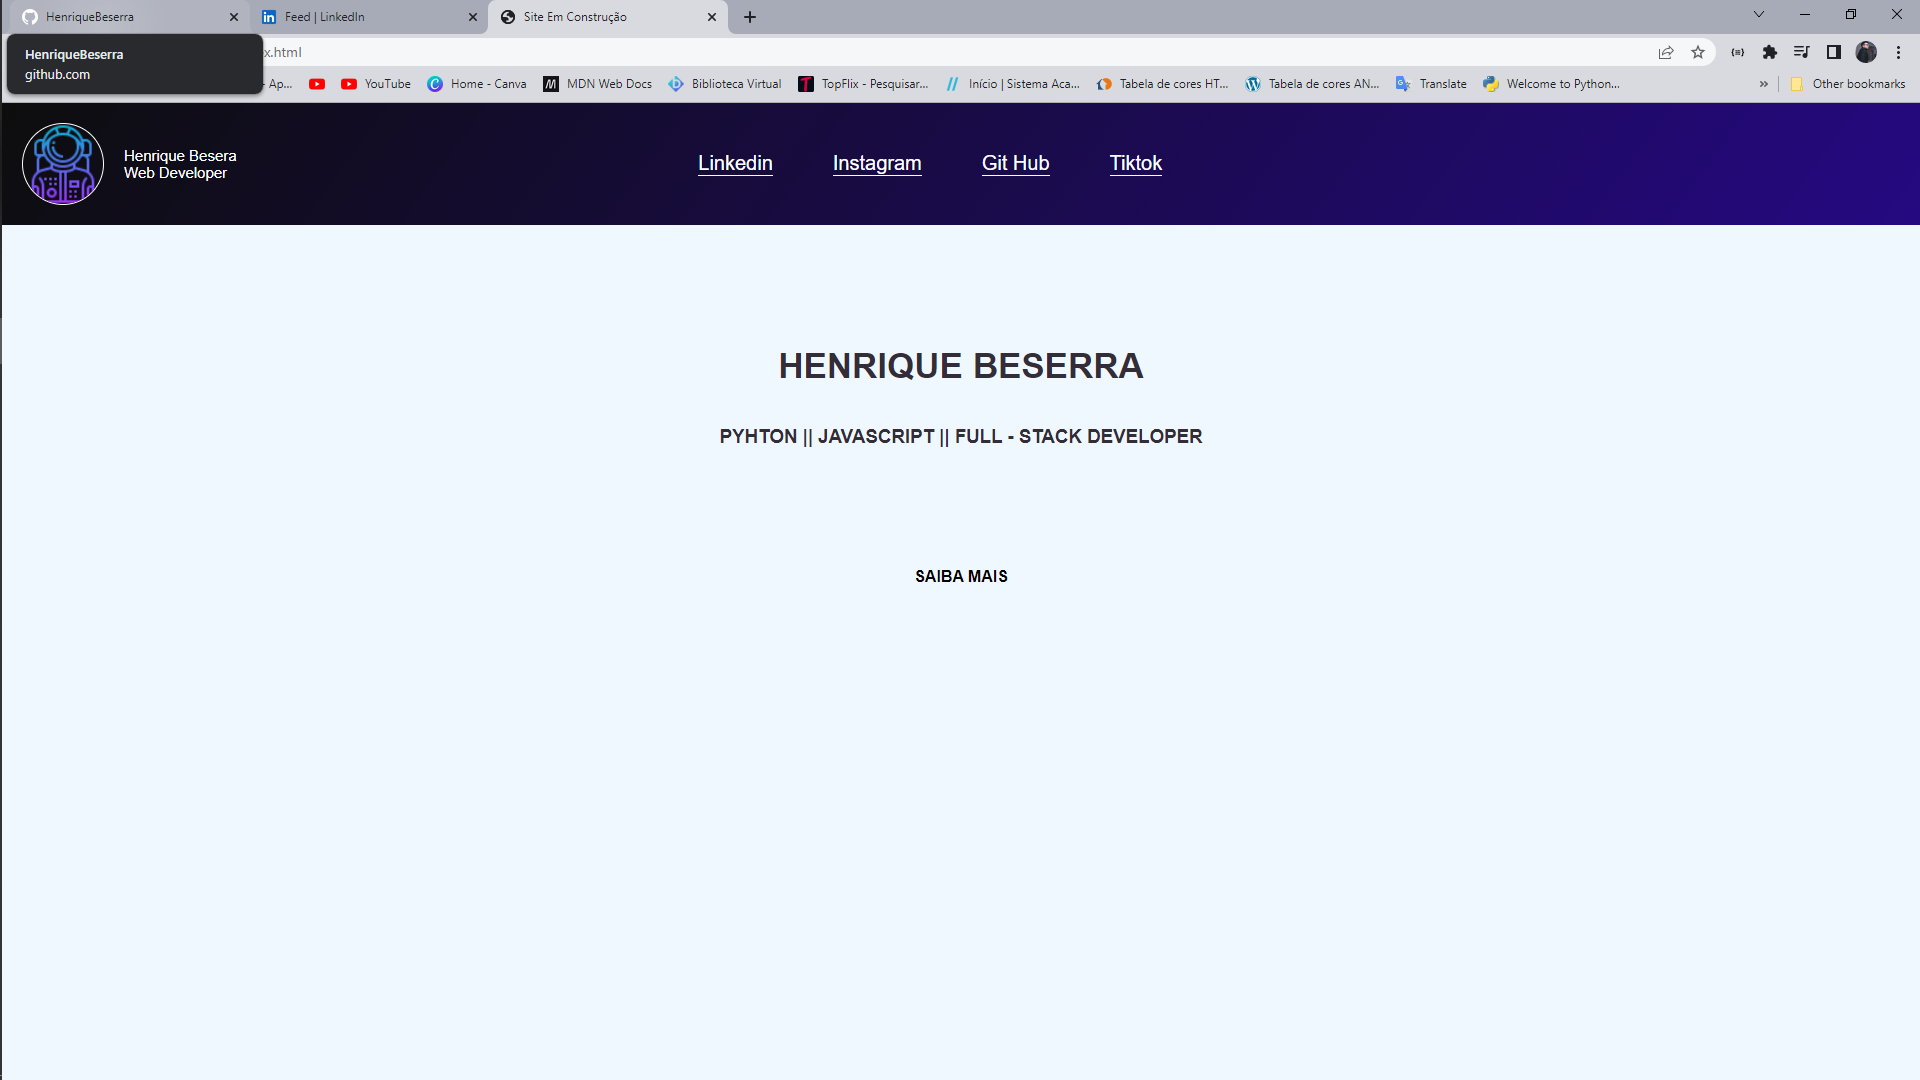 HenriqueBeserra
Feed | LinkedIn
Site Em Construção
HenriqueBeserra
github.com
x.html
- Ap...
YouTube
Home - Canva
MDN Web Docs
Biblioteca Virtual
TopFlix - Pesquisar...
Início | Sistema Aca...
Tabela de cores HT...
Tabela de cores AN...
Translate
Welcome to Python...
»
Other bookmarks
Henrique Besera
Web Developer
Linkedin
Instagram
Git Hub
Tiktok
HENRIQUE BESERRA
PYHTON || JAVASCRIPT || FULL - STACK DEVELOPER
SAIBA MAIS